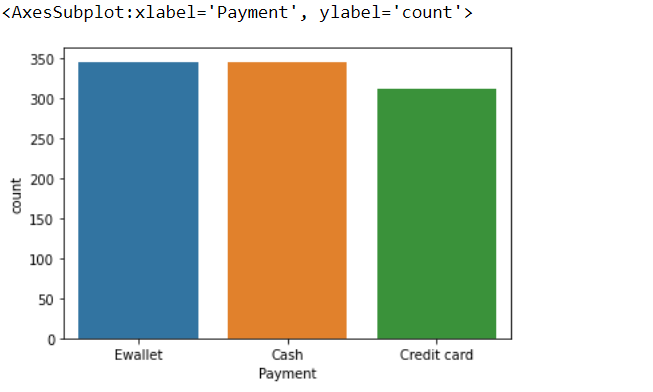 <AxesSubplot:xlabel='Payment', ylabel='count'>
350
300
250
200
150
100
50
0
count
Ewallet Cash Credit card
Payment